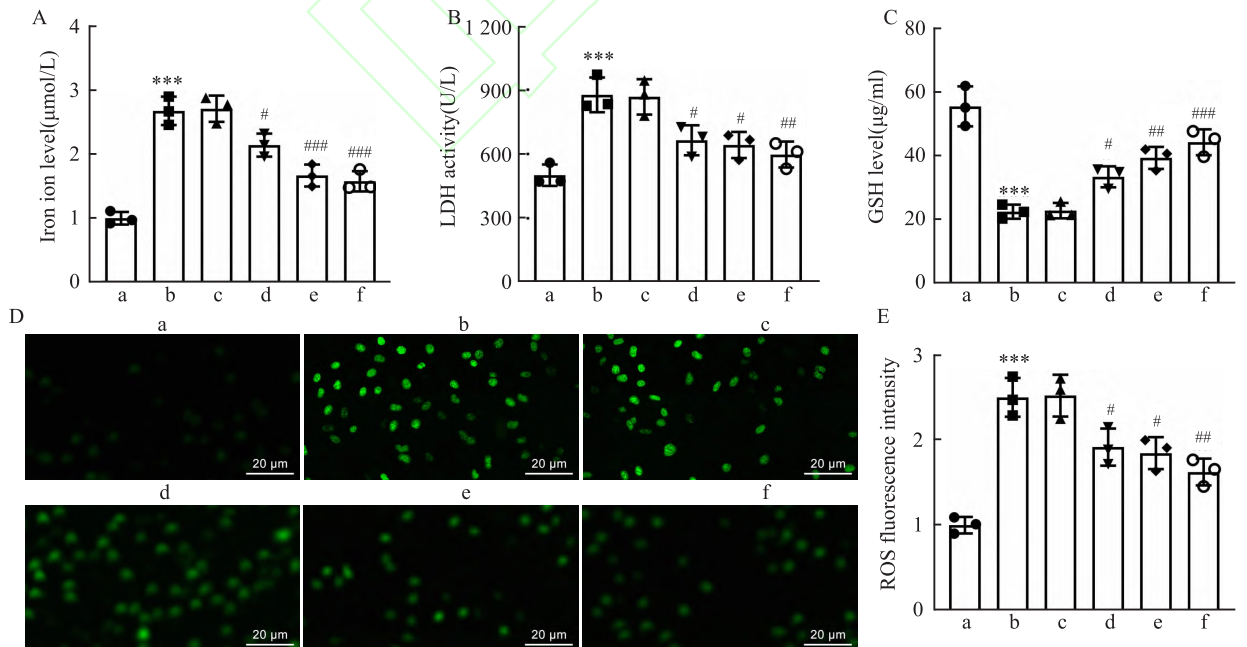 A
Iron ion level(μmol/L)
4
3
2
1
0
***
#
###
###
a b c d e f
B
LDH activity(U/L)
1 200
900
600
300
0
***
#
#
##
a b c d e f
C
GSH level(μg/ml)
80
60
40
20
0
***
#
##
###
a b c d e f
D
a b c
20 μm 20 μm 20 μm
d e f
20 μm 20 μm 20 μm
E
ROS fluorescence intensity
3
2
1
0
***
#
#
##
a b c d e f